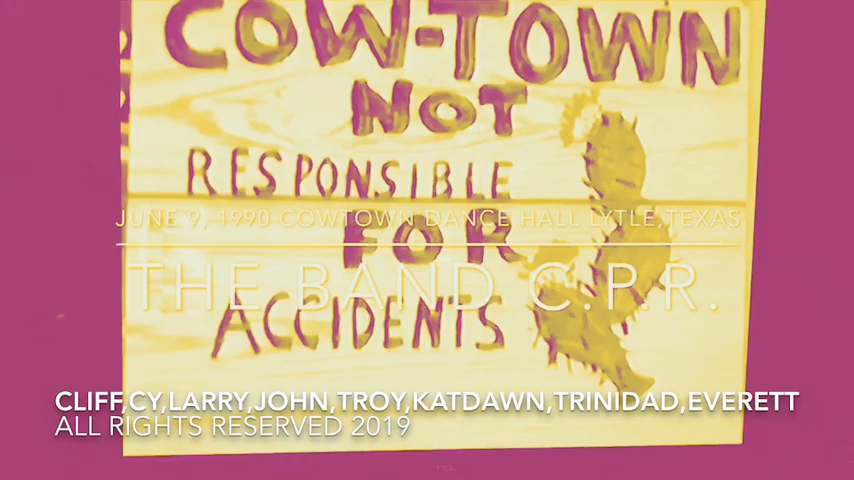 COW-TOWN
NOT
RESPONSIBLE
JUNE 9, 1990 COWTOWN DANCE HALL LYTLE,TEXAS
FOR
THE BAND C.P.R.
ACCIDENTS
CLIFF,CY,LARRY,JOHN,TROY,KATDAWN,TRINIDAD,EVERETT
ALL RIGHTS RESERVED 2019
TCL